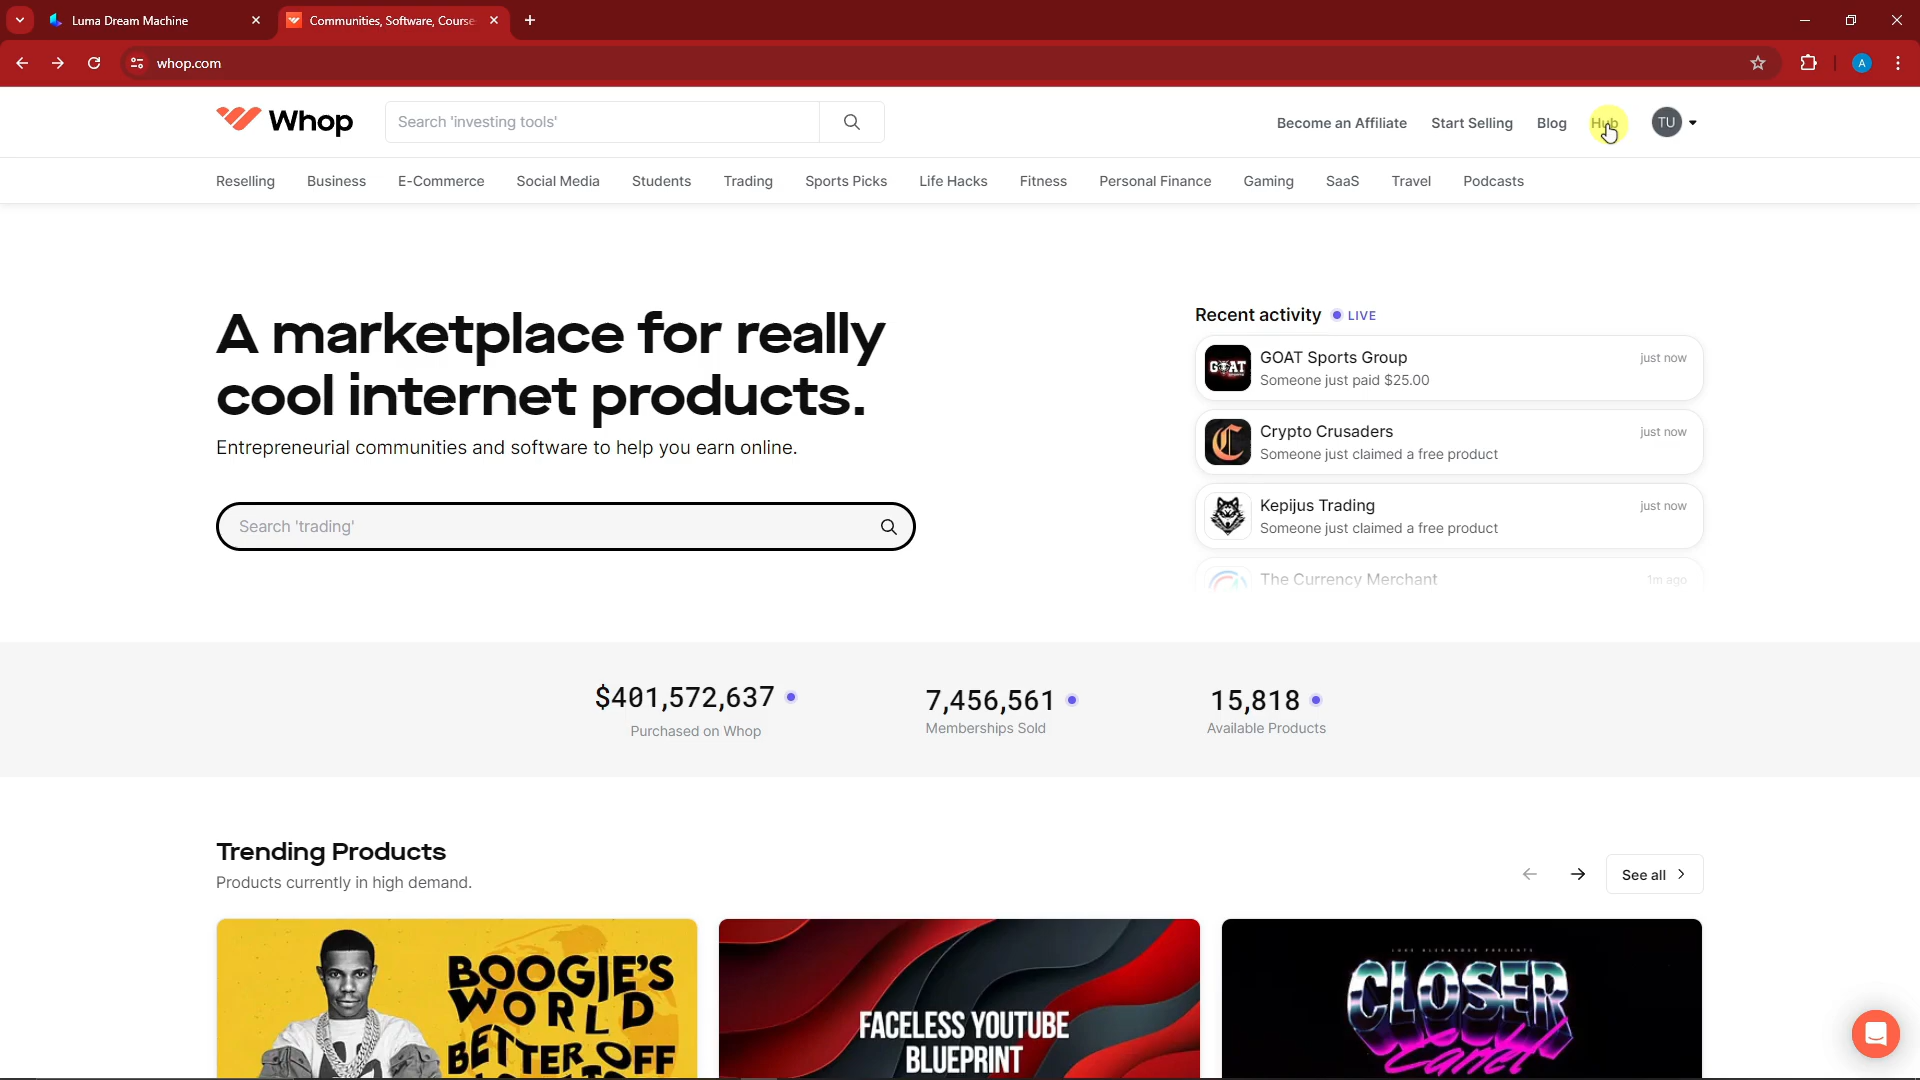 Luma Dream Machine
Communities, Software, Course
whop.com
A
Whop
Search 'investing tools'
Become an Affiliate
Start Selling
Blog
Hub
TU
Reselling
Business
E-Commerce
Social Media
Students
Trading
Sports Picks
Life Hacks
Fitness
Personal Finance
Gaming
SaaS
Travel
Podcasts
A marketplace for really
cool internet products.
Entrepreneurial communities and software to help you earn online.
Search 'trading'
Recent activity
LIVE
GOAT
GOAT Sports Group
just now
Someone just paid $25.00
C
Crypto Crusaders
just now
Someone just claimed a free product
Kepijus Trading
just now
Someone just claimed a free product
The Currency Merchant
1m ago
$401,572,637
Purchased on Whop
7,456,561
Memberships Sold
15,818
Available Products
Trending Products
Products currently in high demand.
See all
BOOGIE'S
WORLD
BETTER OFF
FACELESS YOUTUBE
BLUEPRINT
LUKE ALEXANDER PRESENTS
CLOSER
Cartel